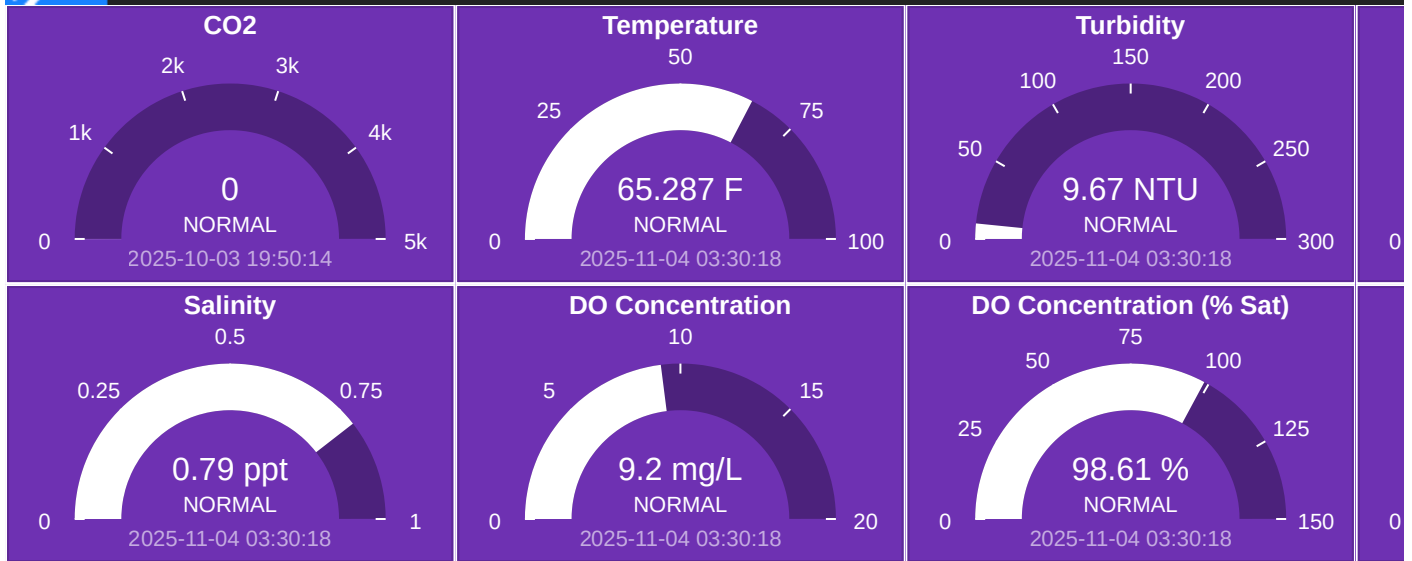 CO2
0
1k
2k
3k
4k
5k
0
NORMAL
2025-10-03 19:50:14
Temperature
0
25
50
75
100
65.287 F
NORMAL
2025-11-04 03:30:18
Turbidity
0
50
100
150
200
250
300
9.67 NTU
NORMAL
2025-11-04 03:30:18
0
Salinity
0
0.25
0.5
0.75
1
0.79 ppt
NORMAL
2025-11-04 03:30:18
DO Concentration
0
5
10
15
20
9.2 mg/L
NORMAL
2025-11-04 03:30:18
DO Concentration (% Sat)
0
25
50
75
100
125
150
98.61 %
NORMAL
2025-11-04 03:30:18
0